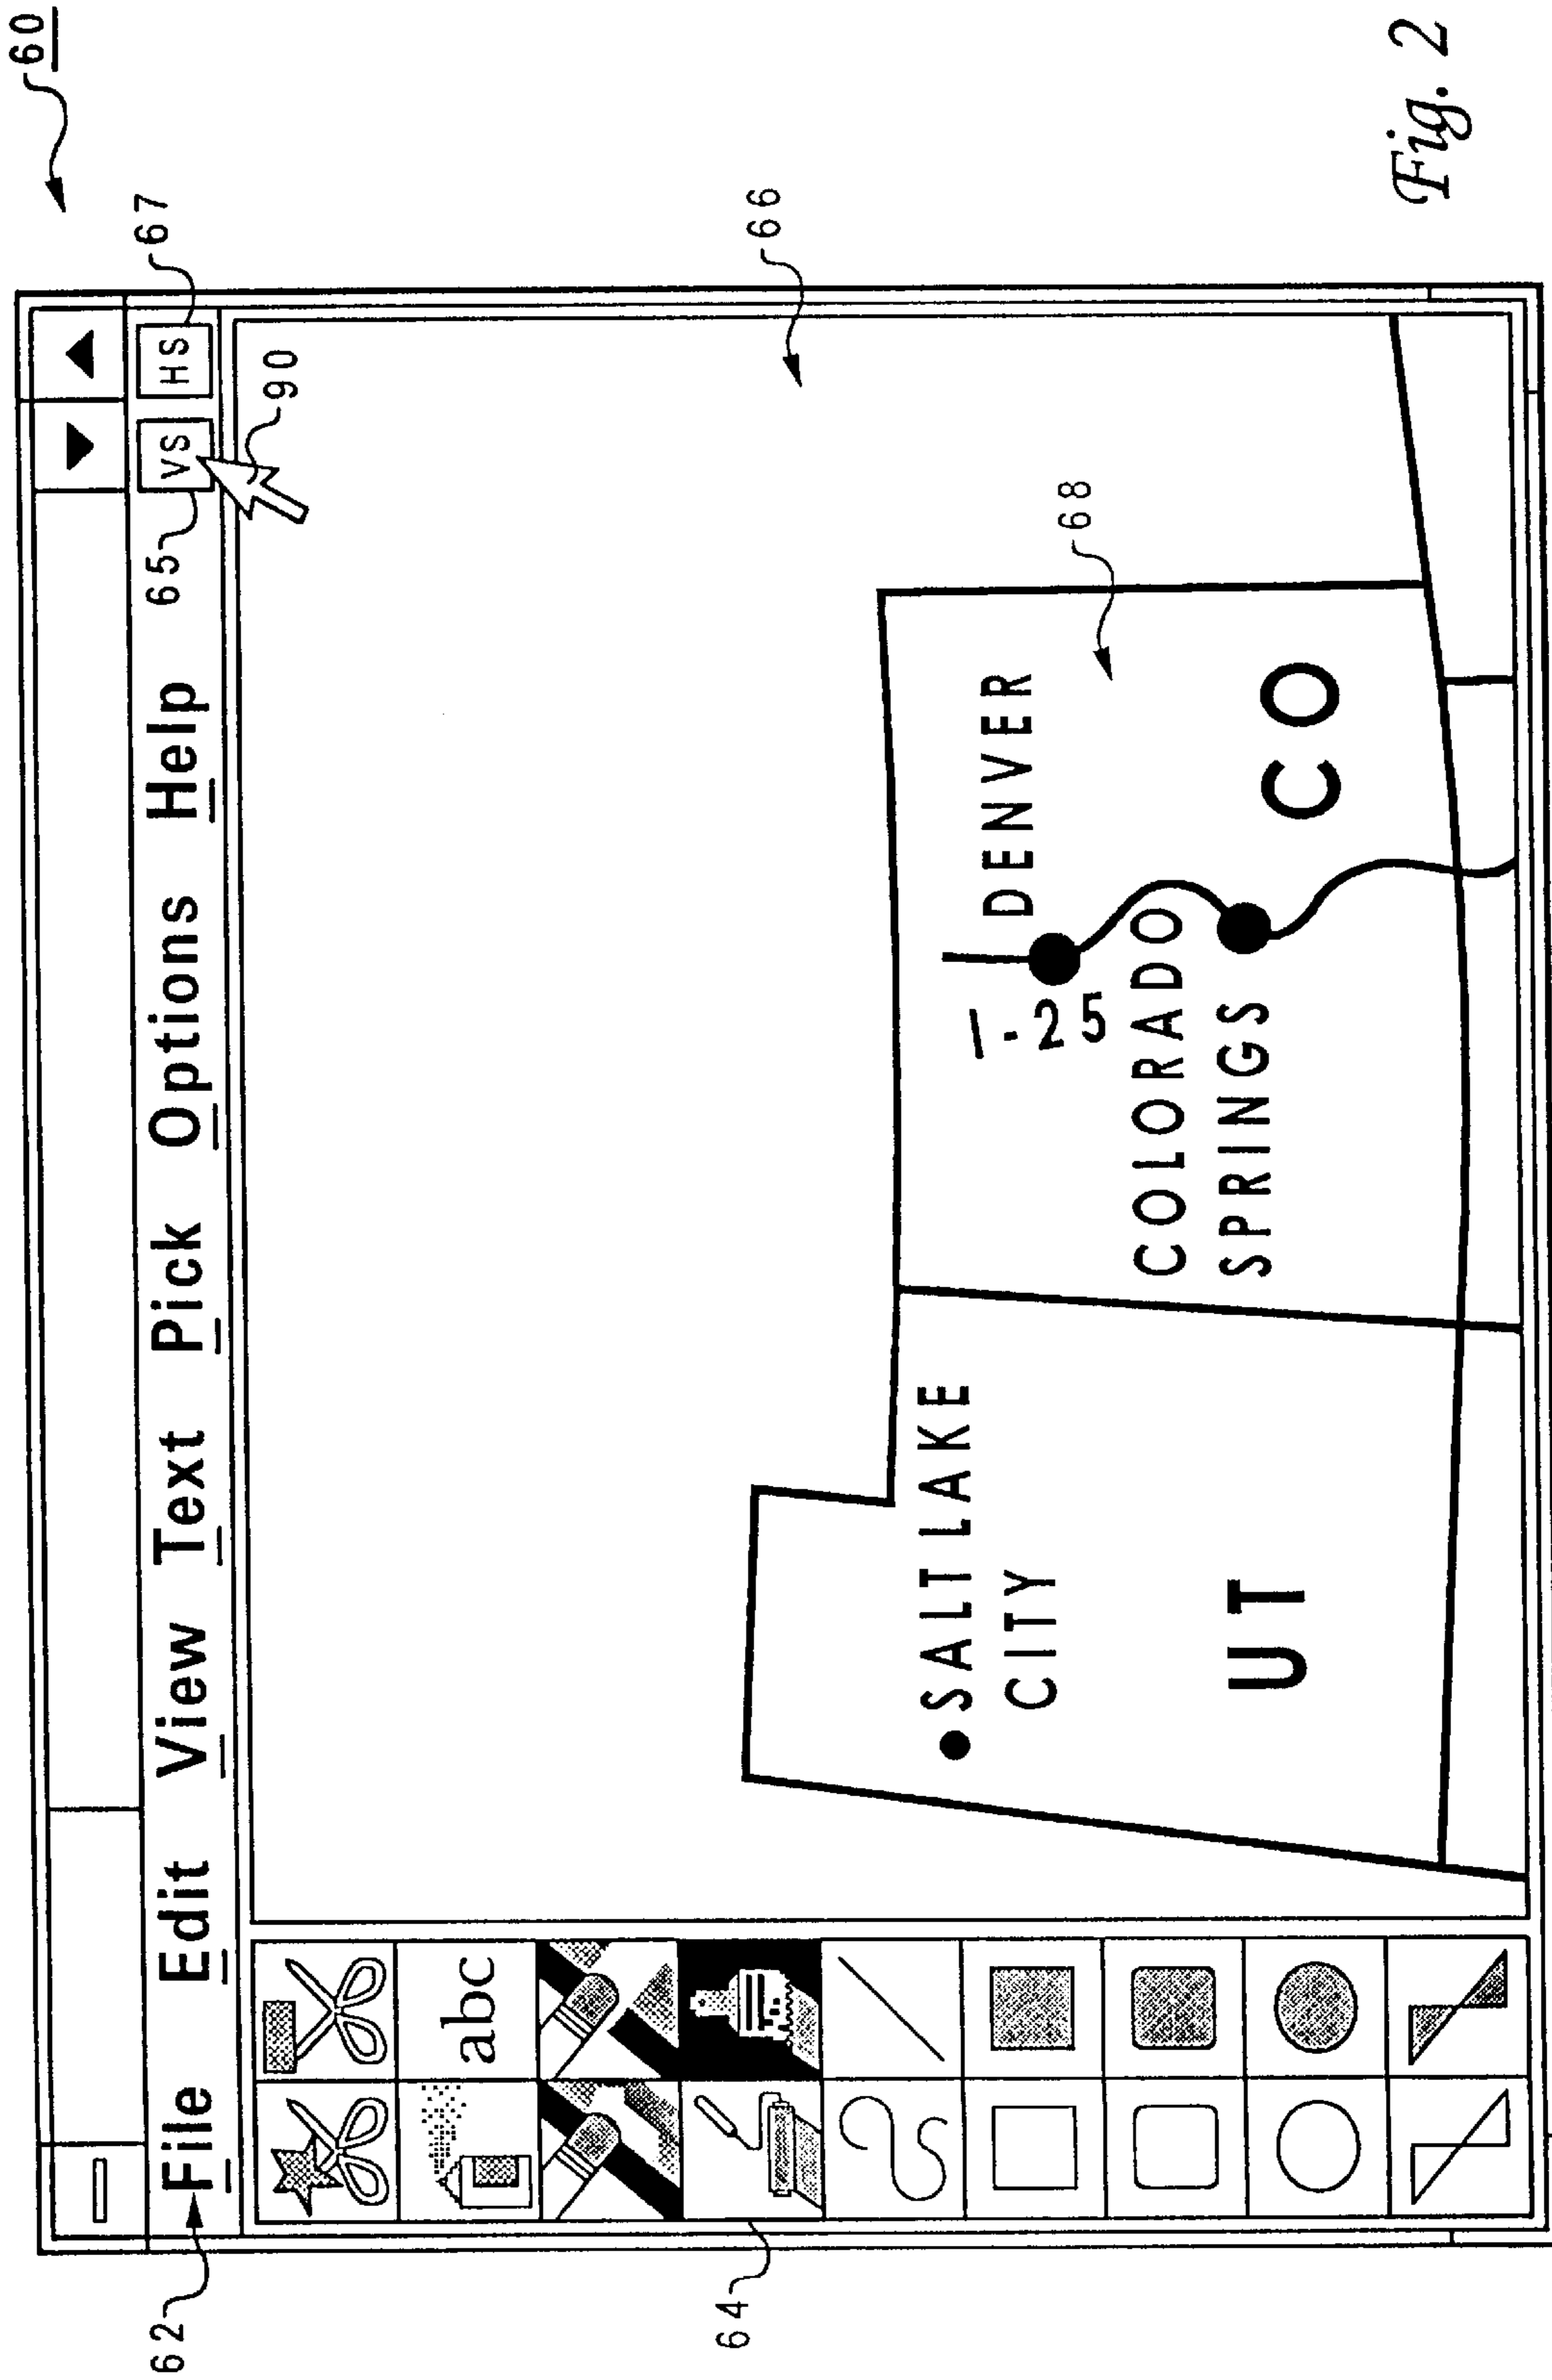 60
62 File Edit View Text Pick Options Help 65 VS HS 67
90
abc
64
66
68
SALT LAKE
CITY
UT
I-25
DENVER
COLORADO
SPRINGS
CO
Fig. 2